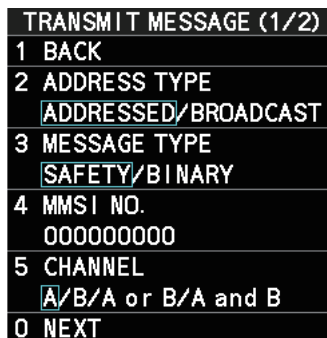 TRANSMIT MESSAGE (1/2)
1 BACK
2 ADDRESS TYPE
ADDRESSED/BROADCAST
3 MESSAGE TYPE
SAFETY/BINARY
4 MMSI NO.
000000000
5 CHANNEL
A/B/A or B/A and B
0 NEXT